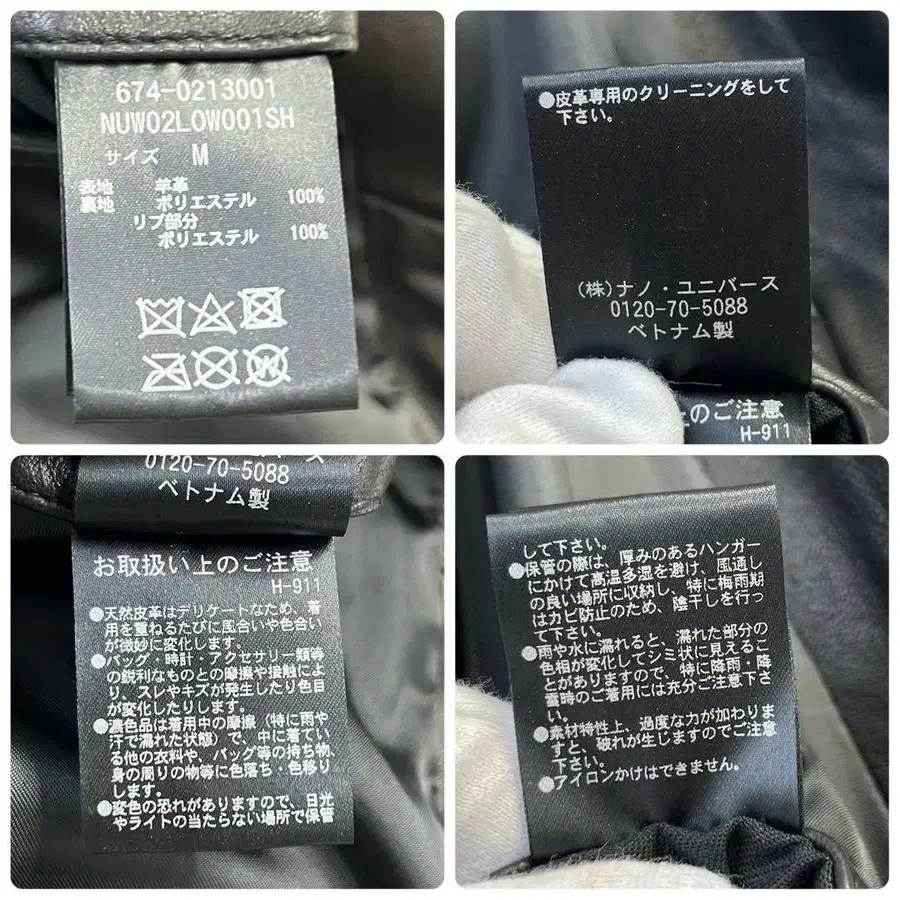 674-0213001
NUW02LOW001SH
サイズ M
表地 羊革
裏地 ポリエステル 100%
リブ部分
ポリエステル 100%
●皮革専用のクリーニングをして
下さい。
(株)ナノ・ユニバース
0120-70-5088
ベトナム製
上のご注意
H-911
バース
0120-70-5088
ベトナム製
お取扱い上のご注意
H-911
●天然皮革はデリケートなため、着
用を重ねるたびに風合いや色合い
が微妙に変化します。
●バッグ・時計・アクセサリー類等
の鋭利なものとの摩擦や接触によ
り、スレやキズが発生したり色目
が変化したりします。
●濃色品は着用中の摩擦(特に雨や
汗で濡れた状態)で、中に着てい
る他の衣料や、バッグ等の持ち物、
身の周りの物等に色落ち・色移り
します。
●変色の恐れがありますので、日光
やライトの当たらない場所で保管
して下さい。
●保管の際は、厚みのあるハンガー
にかけて高温多湿を避け、風通し
の良い場所に収納し、特に梅雨期
はカビ防止のため、陰干しを行っ
て下さい。
●雨や水に濡れると、濡れた部分の
色相が変化してシミ状に見えるこ
とがありますので、特に降雨・降
雪時のご着用には充分ご注意下さ
い。
●素材特性上、過度な力が加わりま
すと、破れが生じますのでご注意
下さい。
●アイロンかけはできません。